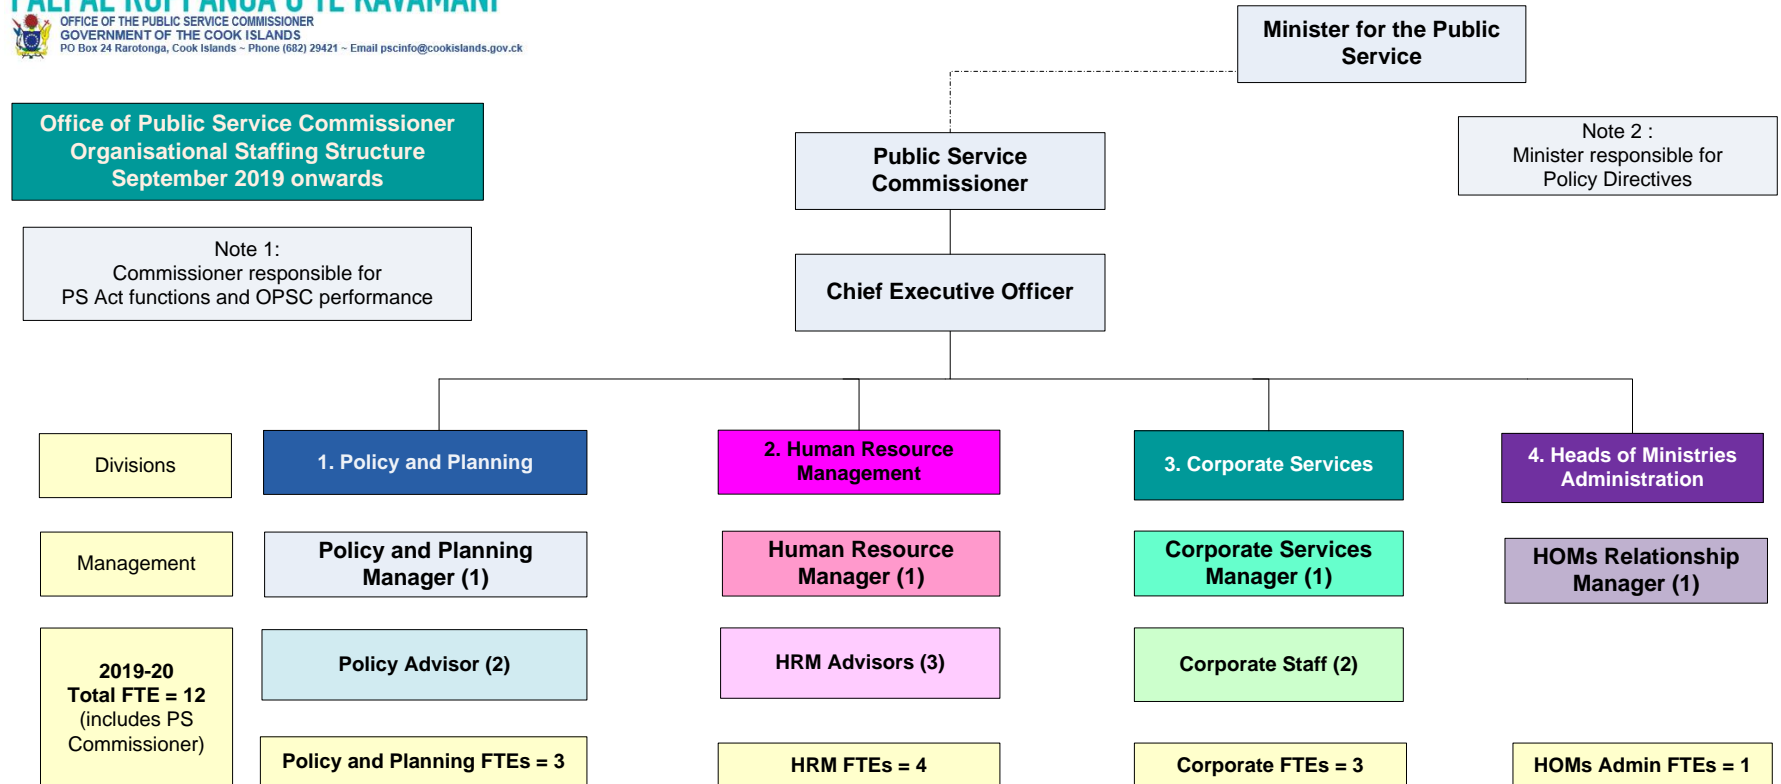 OFFICE OF THE PUBLIC SERVICE COMMISSIONER
GOVERNMENT OF THE COOK ISLANDS
PO Box 24 Rarotonga, Cook Islands ~ Phone (682) 29421 ~ Email pscinfo@cookislands.gov.ck
Minister for the Public
Service
Office of Public Service Commissioner
Organisational Staffing Structure
September 2019 onwards
Public Service
Commissioner
Note 2 :
Minister responsible for
Policy Directives
Note 1:
Commissioner responsible for
PS Act functions and OPSC performance
Chief Executive Officer
Divisions
1. Policy and Planning
2. Human Resource
Management
3. Corporate Services
4. Heads of Ministries
Administration
Management
Policy and Planning
Manager (1)
Human Resource
Manager (1)
Corporate Services
Manager (1)
HOMs Relationship
Manager (1)
2019-20
Total FTE = 12
(includes PS
Commissioner)
Policy Advisor (2)
HRM Advisors (3)
Corporate Staff (2)
Policy and Planning FTEs = 3
HRM FTEs = 4
Corporate FTEs = 3
HOMs Admin FTEs = 1